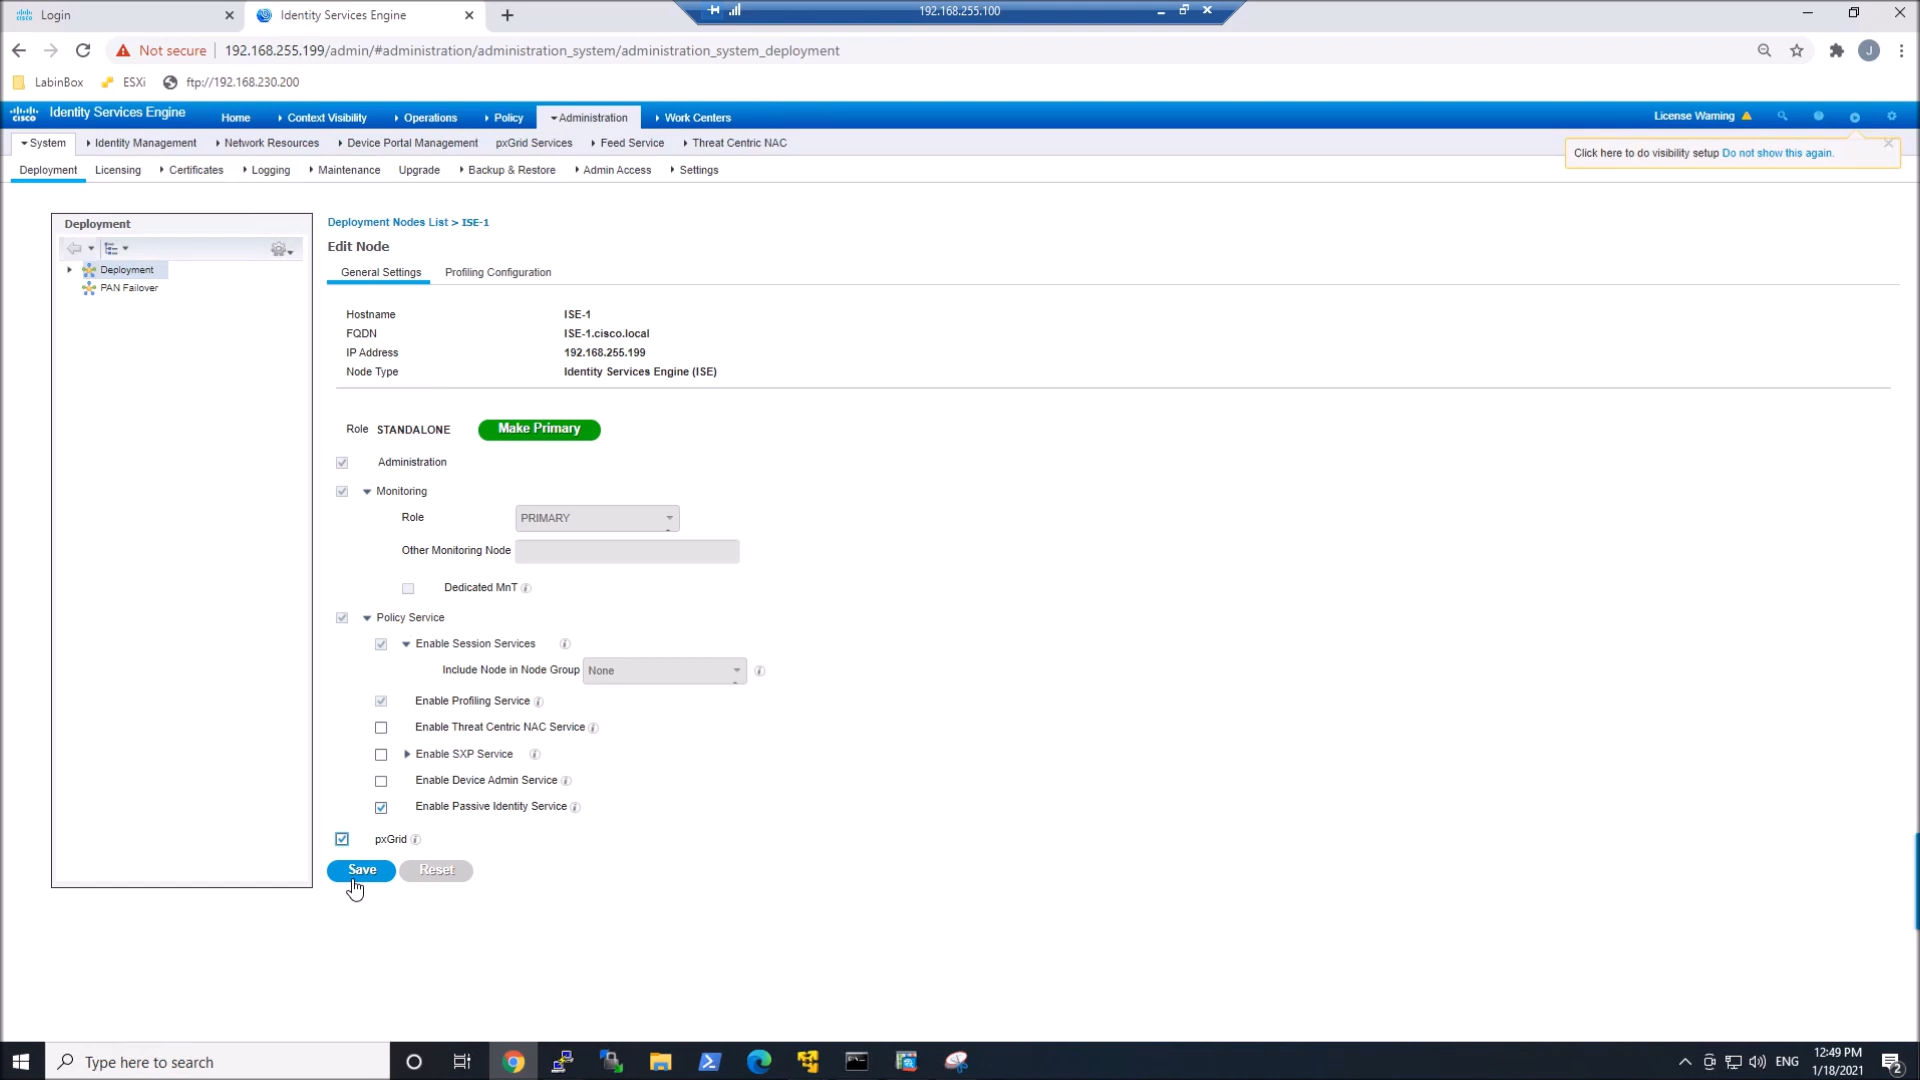 Login
Identity Services Engine
192.168.255.100
Not secure
192.168.255.199/admin/#administration/administration_system/administration_system_deployment
J
LabinBox
ESXi
ftp://192.168.230.200
cisco
Identity Services Engine
Home
Context Visibility
Operations
Policy
Administration
Work Centers
License Warning
System
Identity Management
Network Resources
Device Portal Management
pxGrid Services
Feed Service
Threat Centric NAC
Click here to do visibility setup Do not show this again.
Deployment
Licensing
Certificates
Logging
Maintenance
Upgrade
Backup & Restore
Admin Access
Settings
Deployment
Deployment
PAN Failover
Deployment Nodes List > ISE-1
Edit Node
General Settings
Profiling Configuration
Hostname ISE-1
FQDN ISE-1.cisco.local
IP Address 192.168.255.199
Node Type Identity Services Engine (ISE)
Role STANDALONE Make Primary
Administration
Monitoring
Role PRIMARY
Other Monitoring Node
Dedicated MnT
Policy Service
Enable Session Services
Include Node in Node Group None
Enable Profiling Service
Enable Threat Centric NAC Service
Enable SXP Service
Enable Device Admin Service
Enable Passive Identity Service
pxGrid
Save Reset
Type here to search
ENG
12:49 PM
1/18/2021
2